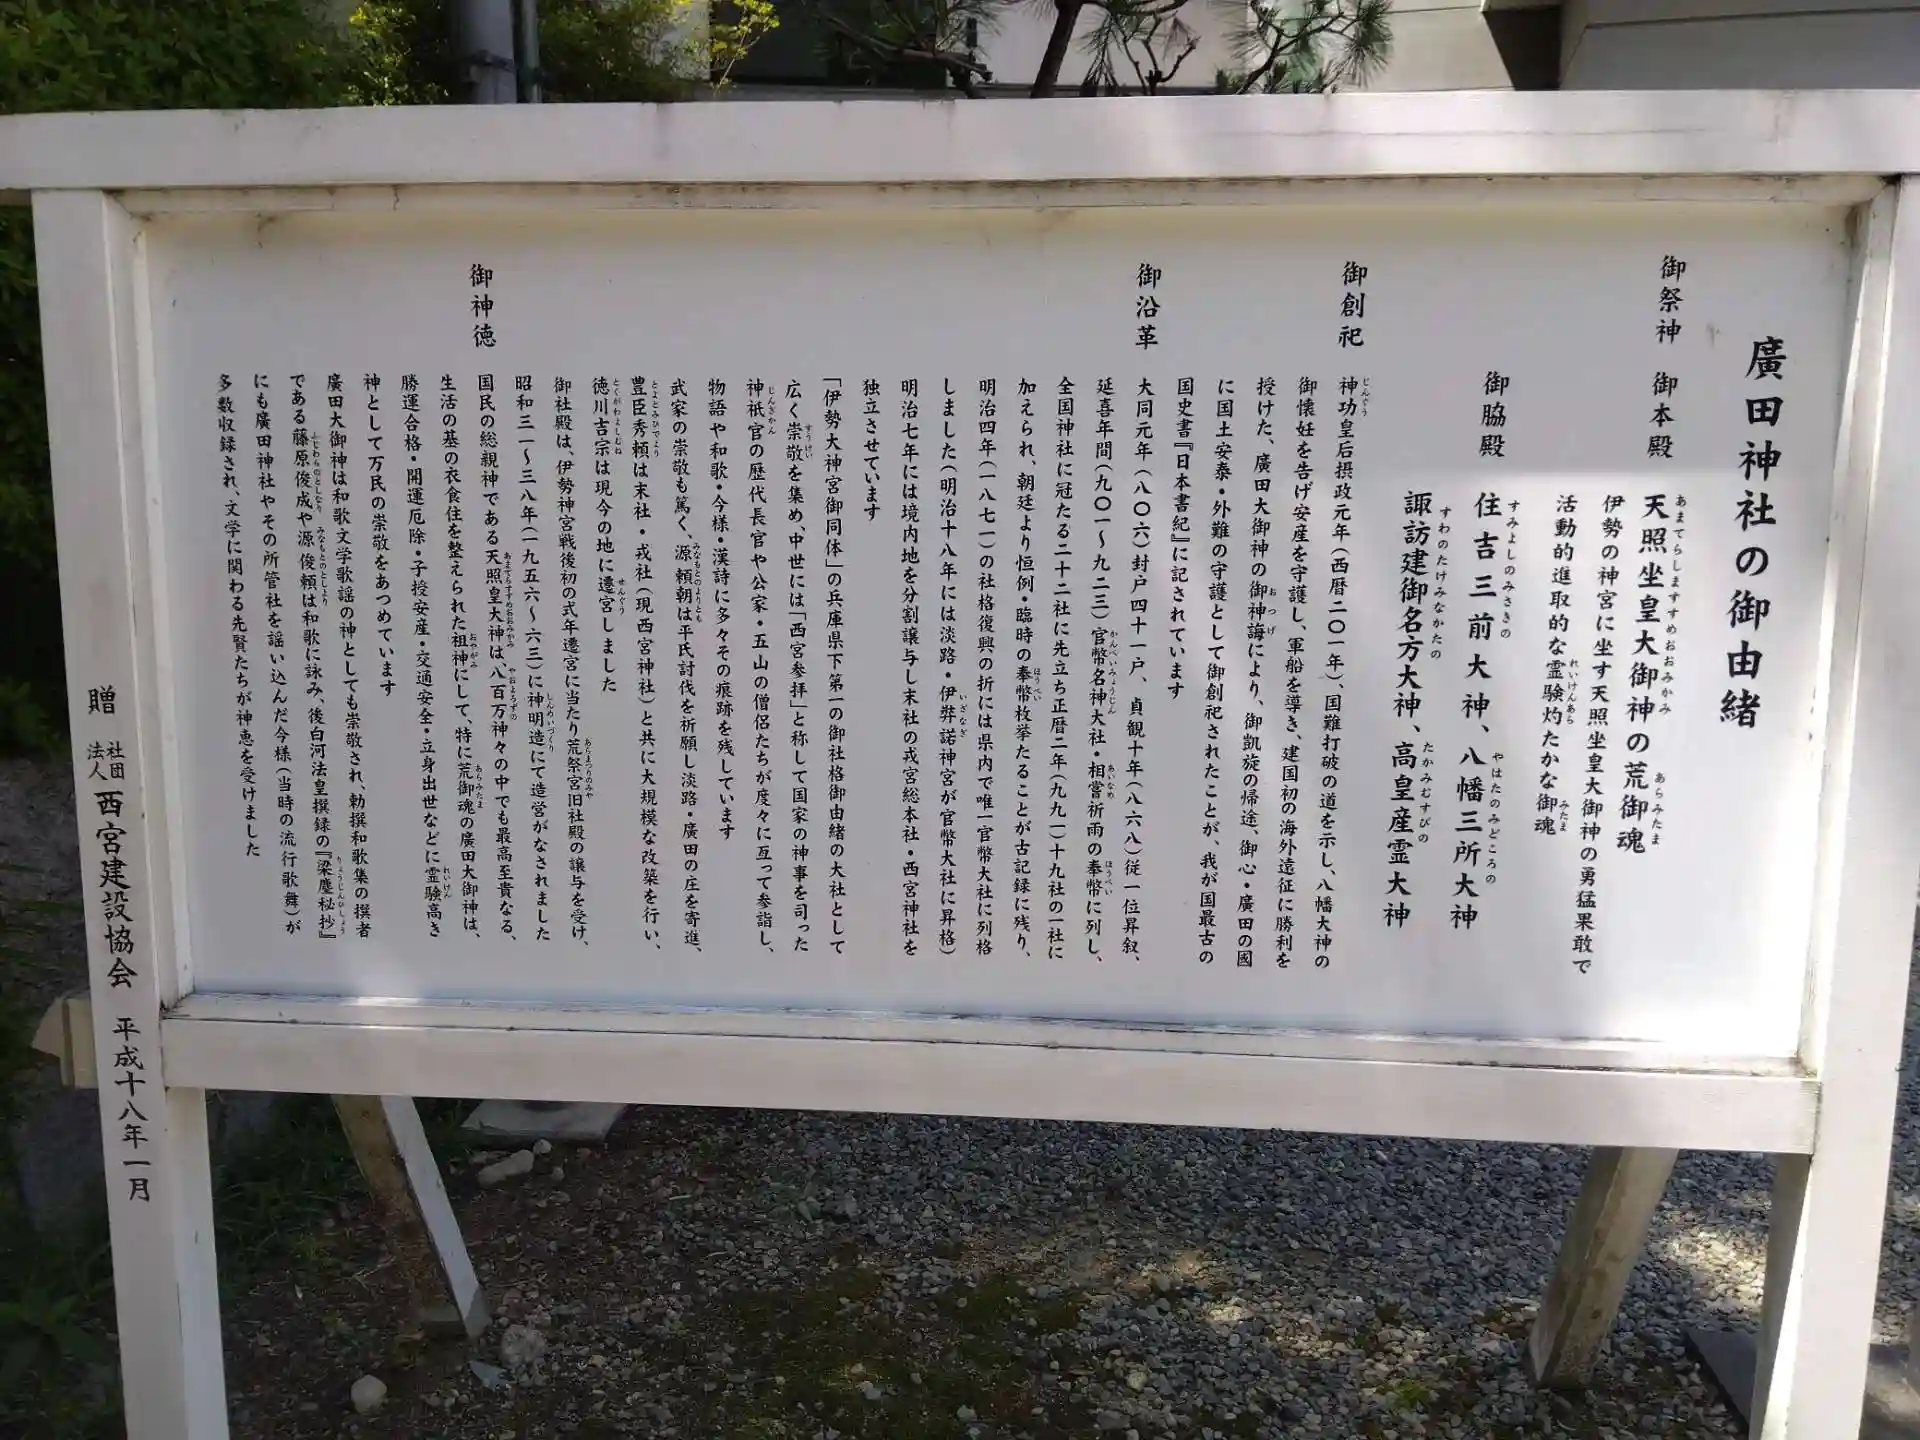 廣田神社の御由緒
御祭神 御本殿 天照坐皇大御神の荒御魂
伊勢の神宮に坐す天照坐皇大御神の勇猛果敢で
活動的進取的な霊験灼たかな御魂
御脇殿 住吉三前大神、八幡三所大神
諏訪建御名方大神、高皇産霊大神
御創祀 神功皇后摂政元年(西暦二〇一年)、国難打破の道を示し、八幡大神の
御懐妊を告げ安産を守護し、軍船を導き、建国初の海外遠征に勝利を
授けた、廣田大御神の御神誨により、御凱旋の帰途、御心・廣田の國
に国土安泰・外難の守護として御創祀されたことが、我が国最古の
国史書『日本書紀』に記されています
御沿革 大同元年(八〇六)封戸四十一戸、貞観十年(八六八)従一位昇叙、
延喜年間(九〇一～九二三)官幣名神大社・相嘗祈雨の奉幣に列し、
全国神社に冠たる二十二社に先立ち正暦二年(九九一)十九社の一社に
加えられ、朝廷より恒例・臨時の奉幣枚挙たることが古記録に残り、
明治四年(一八七一)の社格復興の折には県内で唯一官幣大社に列格
しました(明治十八年には淡路・伊弉諾神宮が官幣大社に昇格)
明治七年には境内地を分割譲与し末社の戎宮総本社・西宮神社を
独立させています
「伊勢大神宮御同体」の兵庫県下第一の御社格御由緒の大社として
広く崇敬を集め、中世には「西宮参拝」と称して国家の神事を司った
神祇官の歴代長官や公家・五山の僧侶たちが度々に亙って参詣し、
物語や和歌・今様・漢詩に多々その痕跡を残しています
武家の崇敬も篤く、源頼朝は平氏討伐を祈願し淡路・廣田の庄を寄進、
豊臣秀頼は末社・戎社(現西宮神社)と共に大規模な改築を行い、
徳川吉宗は現今の地に遷宮しました
御社殿は、伊勢神宮戦後初の式年遷宮に当たり荒祭宮旧社殿の譲与を受け、
昭和三一～三八年(一九五六～六三)に神明造にて造営がなされました
御神徳 国民の総親神である天照皇大神は、八百万神々の中でも最高至貴なる、
生活の基の衣食住を整えられた祖神にして、特に荒御魂の廣田大御神は、
勝運合格・開運厄除・子授安産・交通安全・立身出世などに霊験高き
神として万民の崇敬をあつめています
廣田大御神は和歌文学歌謡の神としても崇敬され、勅撰和歌集の撰者
である藤原俊成や源俊頼は和歌に詠み、後白河法皇撰録の『梁塵秘抄』
にも廣田神社やその所管社を謡い込んだ今様(当時の流行歌舞)が
多数収録され、文学に関わる先賢たちが神恵を受けました
贈 社団法人 西宮建設協会 平成十八年一月